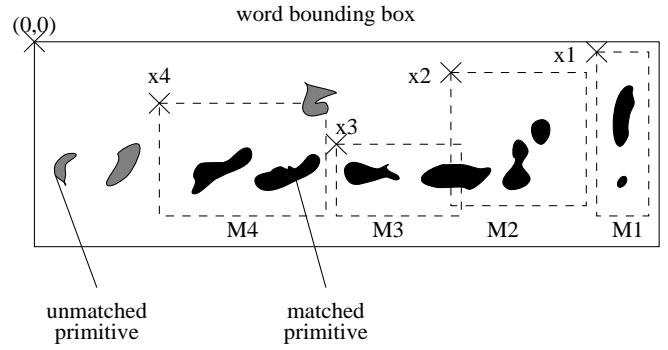 word bounding box
(0,0)
x1
x2
x4
x3
M4
M3
M2
M1
unmatched
primitive
matched
primitive